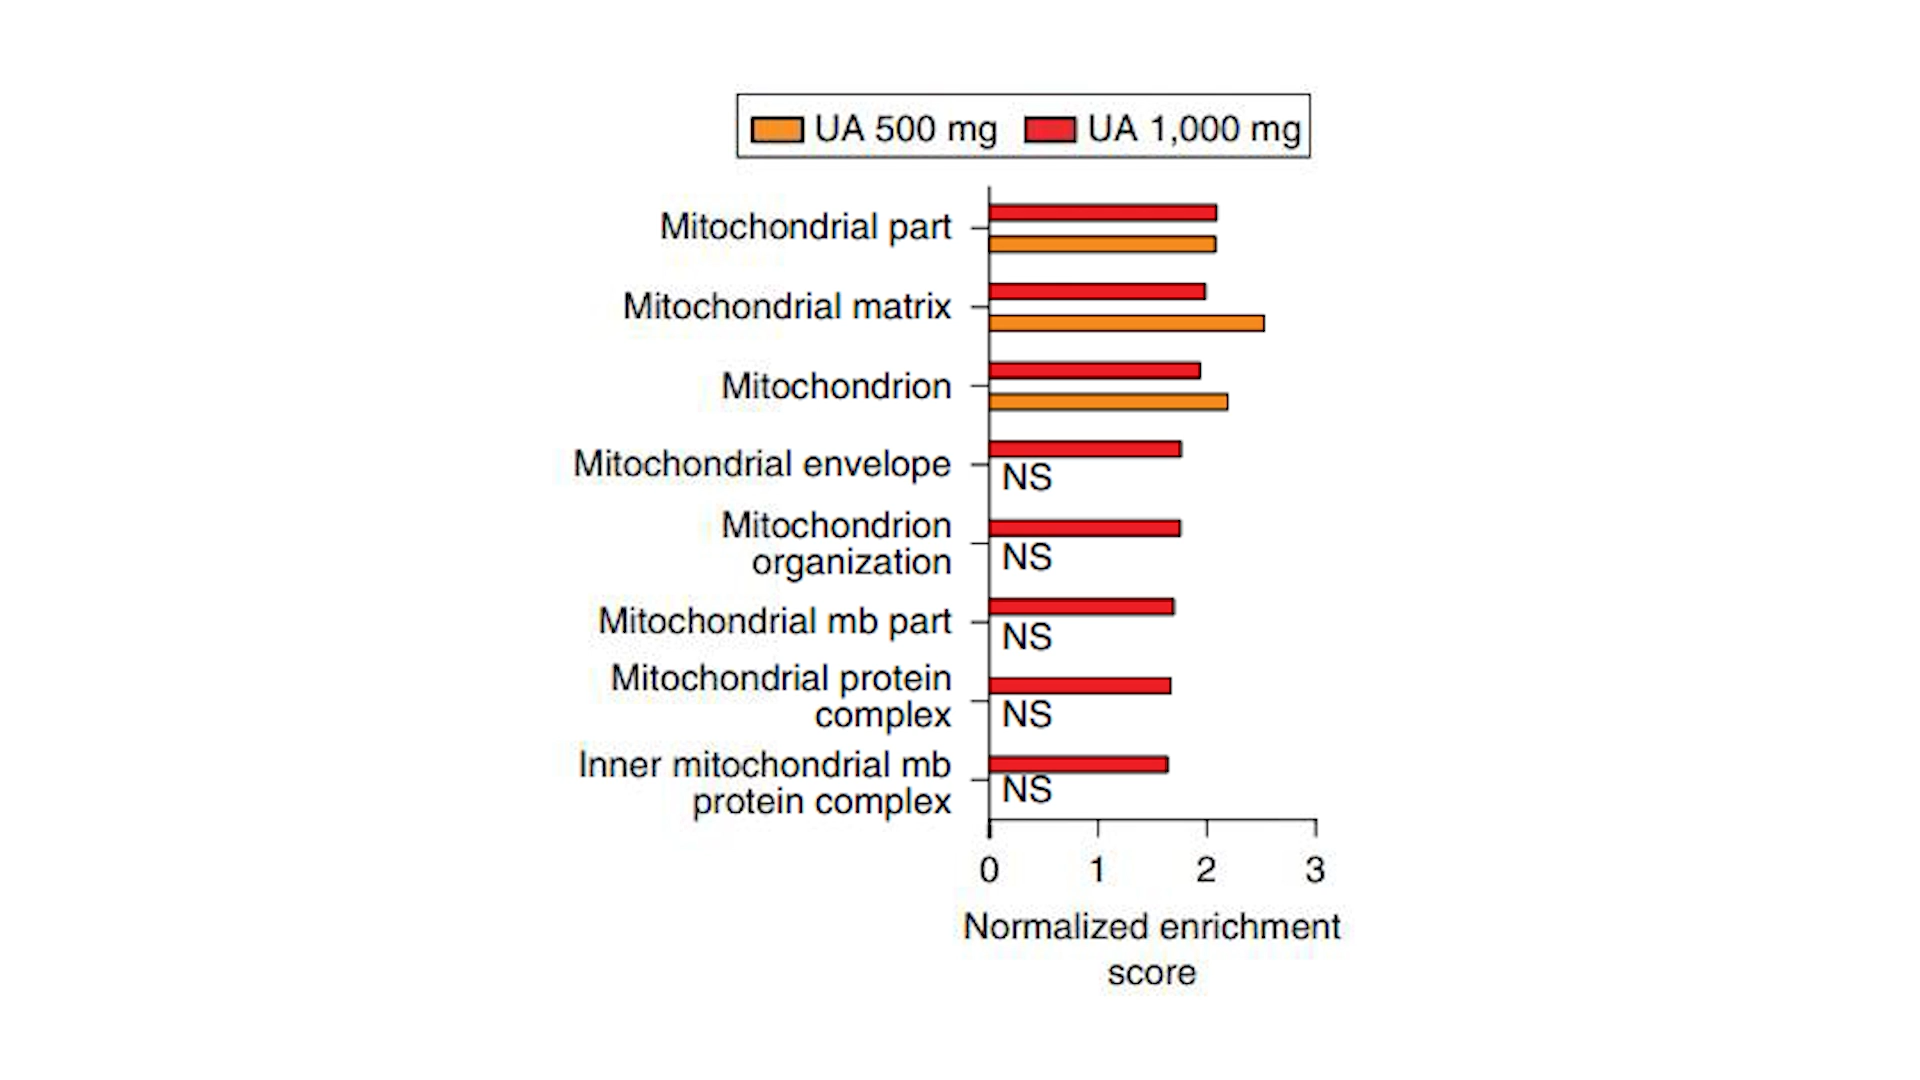 UA 500 mg UA 1,000 mg
Mitochondrial part
Mitochondrial matrix
Mitochondrion
Mitochondrial envelope
NS
Mitochondrion
organization
NS
Mitochondrial mb part
NS
Mitochondrial protein
complex
NS
Inner mitochondrial mb
protein complex
NS
0 1 2 3
Normalized enrichment
score